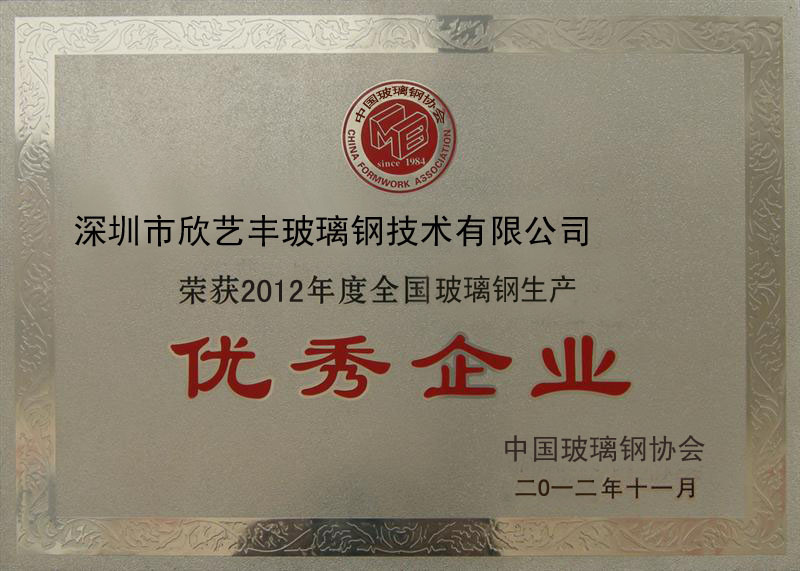 中国玻璃钢协会
CMB
since 1984
CHINA FORMWORK ASSOCIATION
深圳市欣艺丰玻璃钢技术有限公司
荣获2012年度全国玻璃钢生产
优秀企业
中国玻璃钢协会
二0一二年十一月